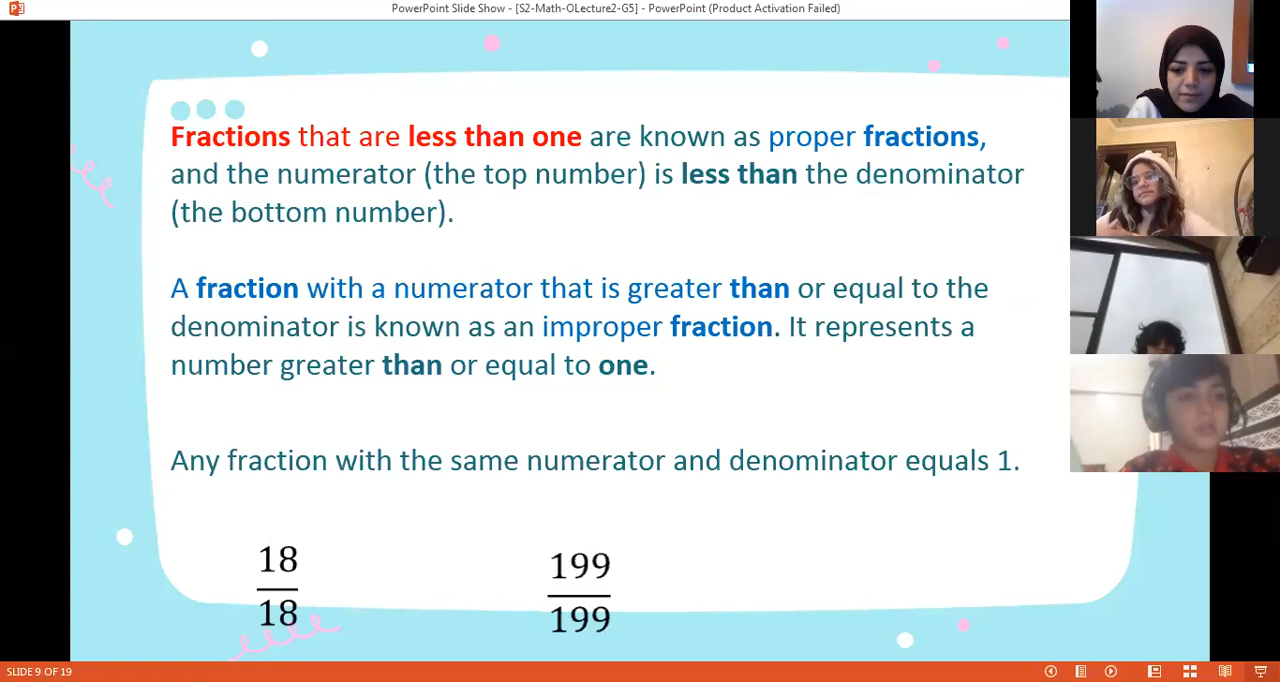 PowerPoint Slide Show - [S2-Math-OLecture2-G5] - PowerPoint (Product Activation Failed)
Fractions that are less than one are known as proper fractions,
and the numerator (the top number) is less than the denominator
(the bottom number).
A fraction with a numerator that is greater than or equal to the
denominator is known as an improper fraction. It represents a
number greater than or equal to one.
Any fraction with the same numerator and denominator equals 1.
18
18
199
199
SLIDE 9 OF 19